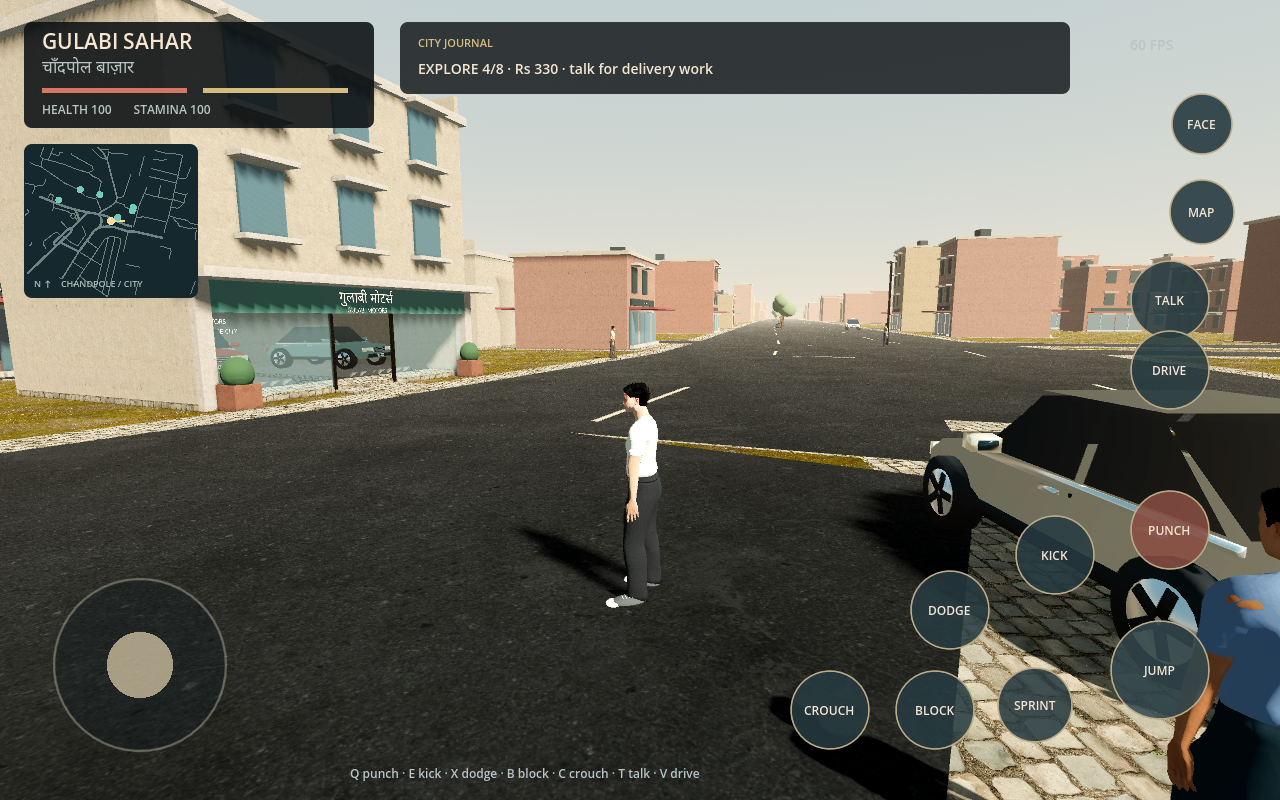 GULABI SAHAR
चाँदपोल बाज़ार
HEALTH 100 STAMINA 100
CITY JOURNAL
EXPLORE 4/8 · Rs 330 · talk for delivery work
60 FPS
FACE
MAP
TALK
DRIVE
N ↑ CHANDPOLE / CITY
गुलाबी मोटर्स
GULABI MOTORS
PUNCH
KICK
DODGE
JUMP
CROUCH
BLOCK
SPRINT
Q punch · E kick · X dodge · B block · C crouch · T talk · V drive